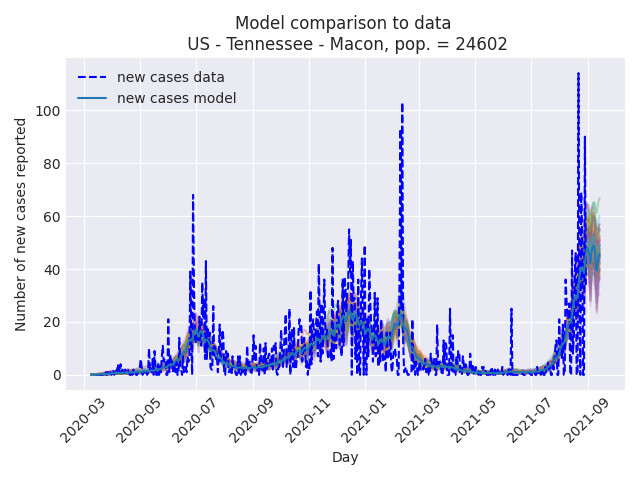 Model comparison to data
US - Tennessee - Macon, pop. = 24602
new cases data
new cases model
Number of new cases reported
100
80
60
40
20
0
2020-03
2020-05
2020-07
2020-09
2020-11
2021-01
2021-03
2021-05
2021-07
2021-09
Day